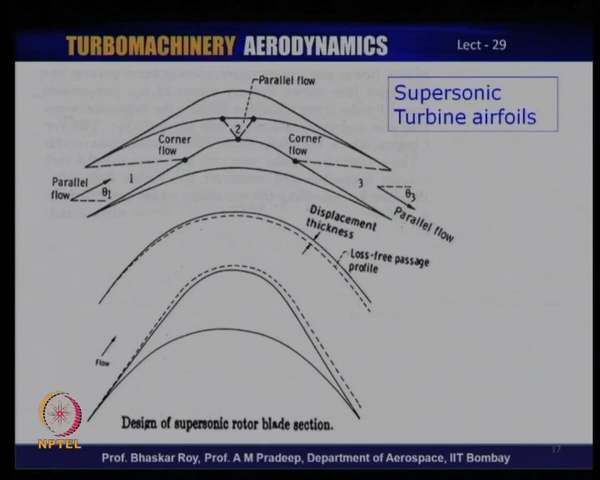 TURBOMACHINERY AERODYNAMICS
Lect - 29
Supersonic
Turbine airfoils
Parallel flow
Corner
flow
2
Corner
flow
Parallel
flow
θ1
1
3
θ3
Parallel flow
Displacement
thickness
Loss-free passage
profile
Flow
Design of supersonic rotor blade section.
NPTEL
17
Prof. Bhaskar Roy, Prof. A M Pradeep, Department of Aerospace, IIT Bombay